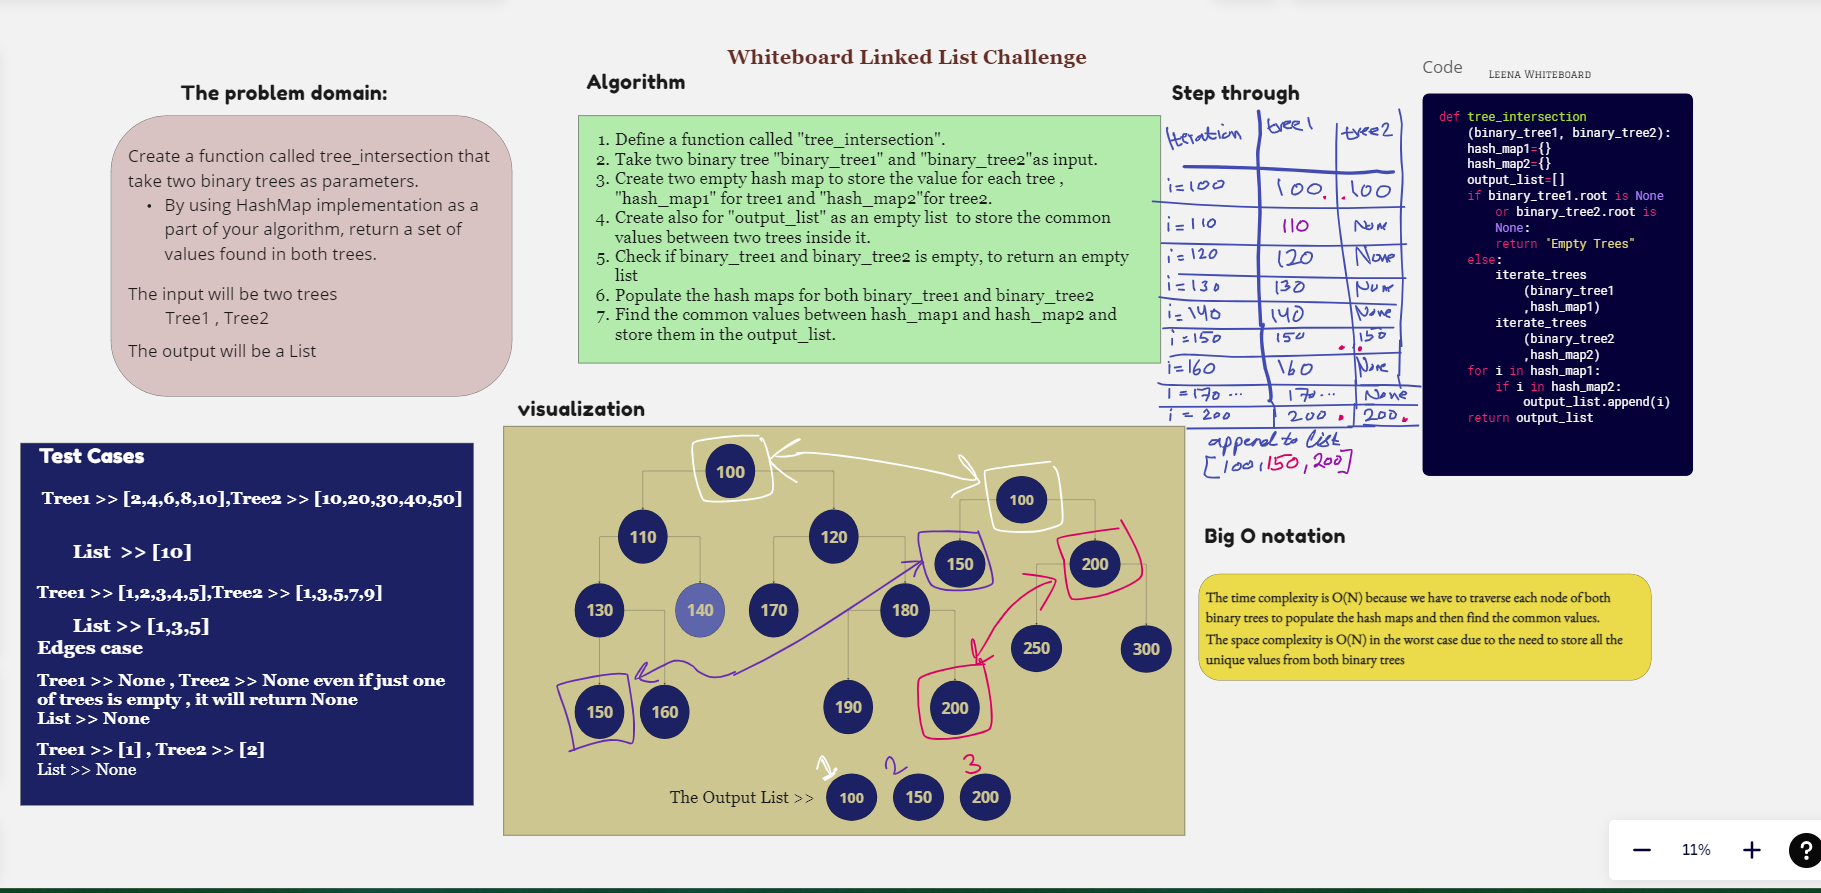 Whiteboard Linked List Challenge
The problem domain:
Create a function called tree_intersection that
take two binary trees as parameters.
• By using HashMap implementation as a
part of your algorithm, return a set of
values found in both trees.
The input will be two trees
Tree1 , Tree2
The output will be a List
Algorithm
1. Define a function called "tree_intersection".
2. Take two binary tree "binary_tree1" and "binary_tree2"as input.
3. Create two empty hash map to store the value for each tree ,
"hash_map1" for tree1 and "hash_map2"for tree2.
4. Create also for "output_list" as an empty list  to store the common
values between two trees inside it.
5. Check if binary_tree1 and binary_tree2 is empty, to return an empty
list
6. Populate the hash maps for both binary_tree1 and binary_tree2
7. Find the common values between hash_map1 and hash_map2 and
store them in the output_list.
Step through
Iteration tree1 tree2
i=100 100 100
i=110 110 None
i=120 120 None
i=130 130 None
i=140 140 None
i=150 150 150
i=160 160 None
i=170 ... 170... None
i=200 200 200
append to list
[100,150,200]
Code
Leena Whiteboard
def tree_intersection
(binary_tree1, binary_tree2):
hash_map1={}
hash_map2={}
output_list=[]
if binary_tree1.root is None
or binary_tree2.root is
None:
return "Empty Trees"
else:
iterate_trees
(binary_tree1
,hash_map1)
iterate_trees
(binary_tree2
,hash_map2)
for i in hash_map1:
if i in hash_map2:
output_list.append(i)
return output_list
Test Cases
Tree1 >> [2,4,6,8,10],Tree2 >> [10,20,30,40,50]
List  >> [10]
Tree1 >> [1,2,3,4,5],Tree2 >> [1,3,5,7,9]
List >> [1,3,5]
Edges case
Tree1 >> None , Tree2 >> None even if just one
of trees is empty , it will return None
List >> None
Tree1 >> [1] , Tree2 >> [2]
List >> None
visualization
100
100
110 120
150 200
130 140 170 180
250 300
150 160 190 200
1 2 3
The Output List >> 100 150 200
Big O notation
The time complexity is O(N) because we have to traverse each node of both
binary trees to populate the hash maps and then find the common values.
The space complexity is O(N) in the worst case due to the need to store all the
unique values from both binary trees
11%
?